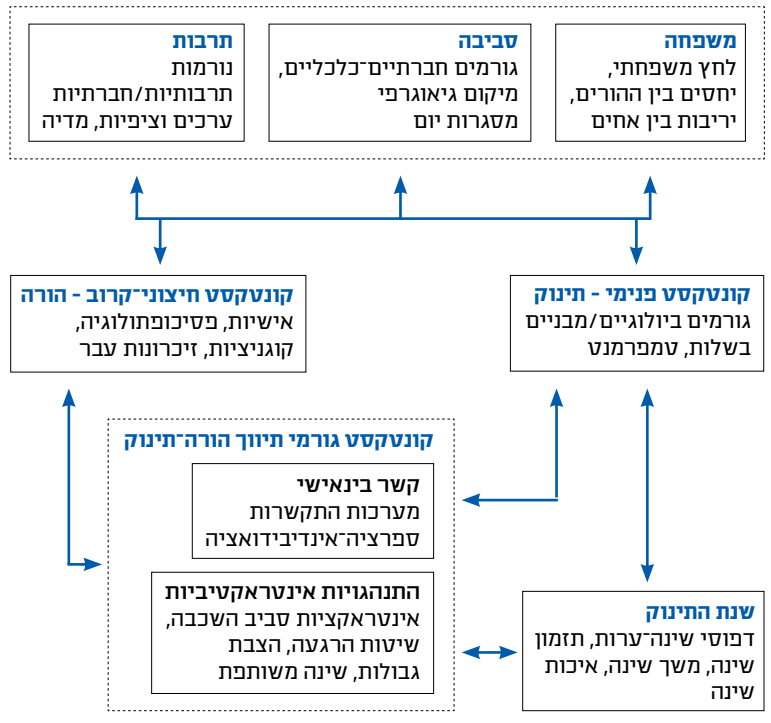 משפחה
לחץ משפחתי,
יחסים בין ההורים,
יריבות בין אחים
סביבה
גורמים חברתיים־כלכליים,
מיקום גיאוגרפי
מסגרות יום
תרבות
נורמות
תרבותיות/חברתיות
ערכים וציפיות, מדיה
קונטקסט פנימי - תינוק
גורמים ביולוגיים/מבניים
בשלות, טמפרמנט
קונטקסט חיצוני־קרוב - הורה
אישיות, פסיכופתולוגיה,
קוגניציות, זיכרונות עבר
קונטקסט גורמי תיווך הורה־תינוק
קשר בינאישי
מערכות התקשרות
ספרציה־אינדיבידואציה
התנהגויות אינטראקטיביות
אינטראקציות סביב השכבה,
שיטות הרגעה, הצבת
גבולות, שינה משותפת
שנת התינוק
דפוסי שינה־ערות, תזמון
שינה, משך שינה, איכות
שינה